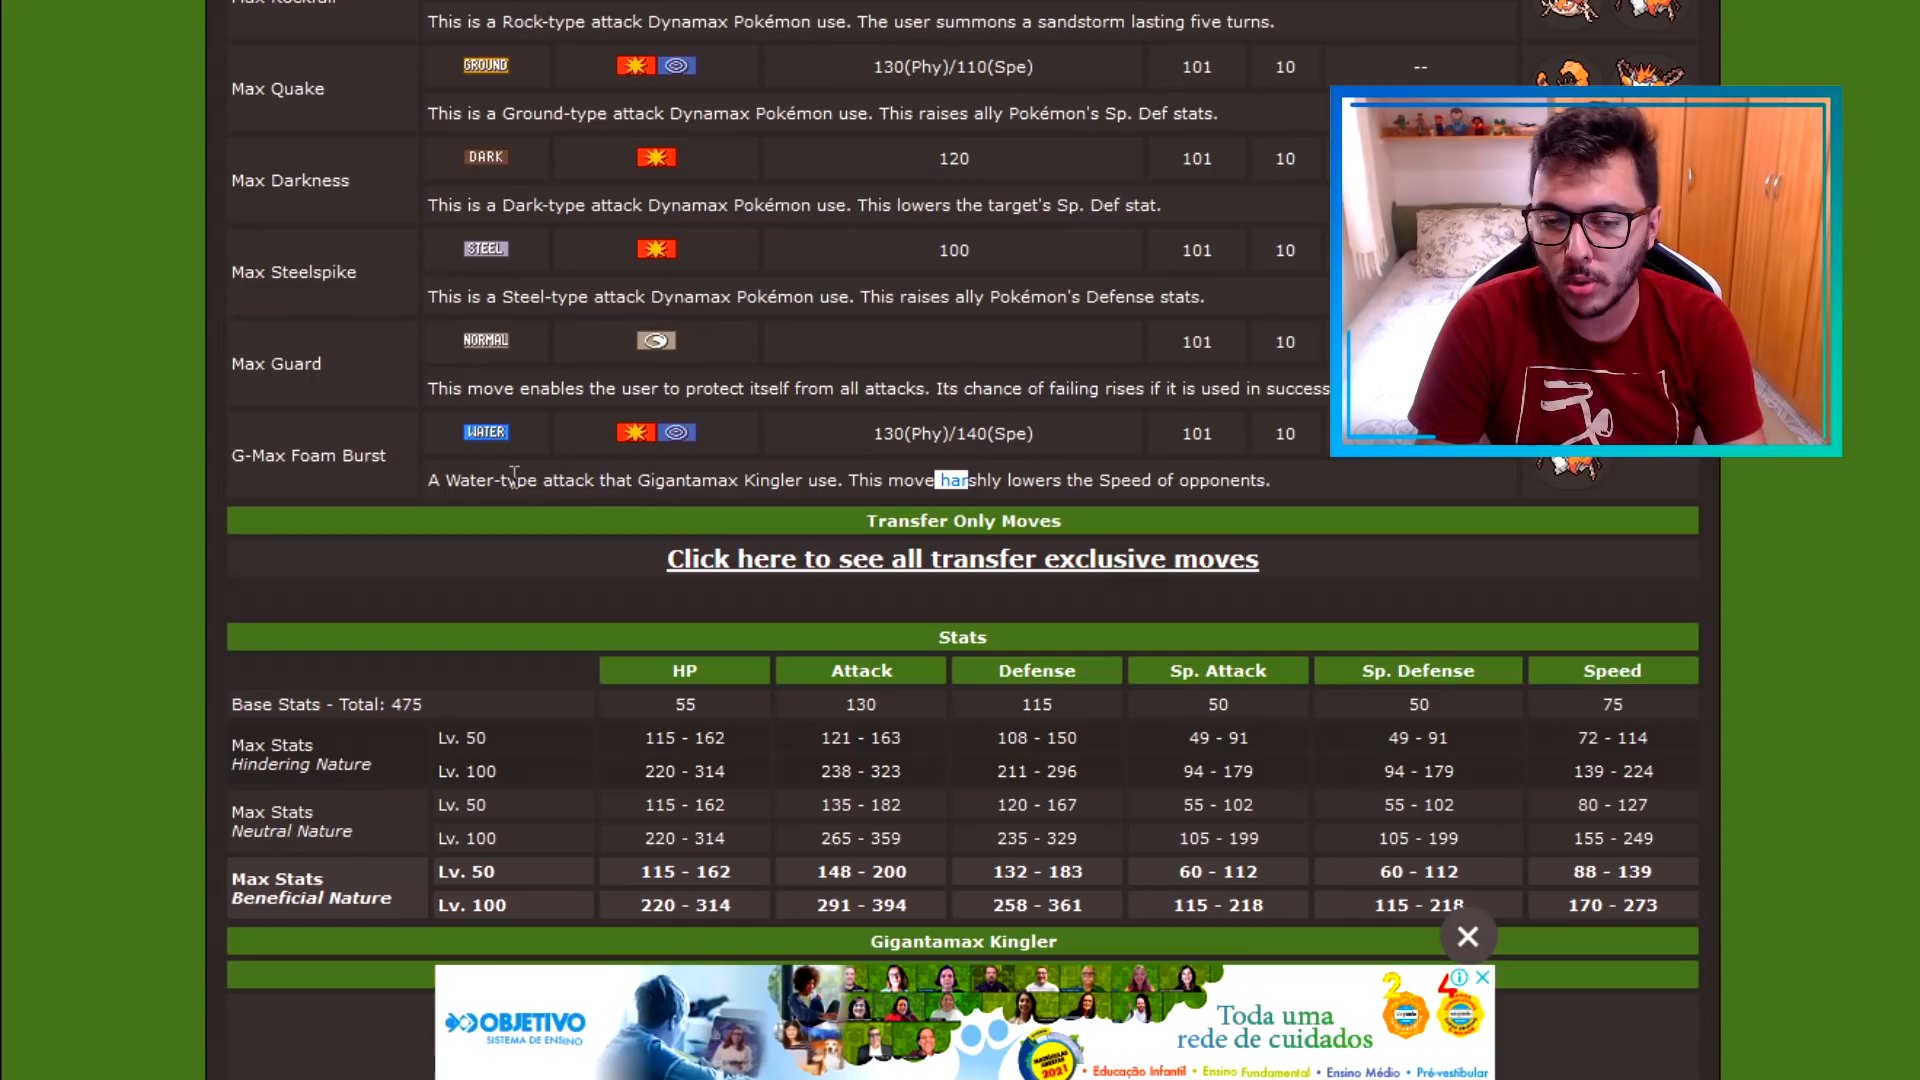 This is a Rock-type attack Dynamax Pokémon use. The user summons a sandstorm lasting five turns.
Max Quake
GROUND
130(Phy)/110(Spe)
101
10
--
This is a Ground-type attack Dynamax Pokémon use. This raises ally Pokémon's Sp. Def stats.
Max Darkness
DARK
120
101
10
This is a Dark-type attack Dynamax Pokémon use. This lowers the target's Sp. Def stat.
Max Steelspike
STEEL
100
101
10
This is a Steel-type attack Dynamax Pokémon use. This raises ally Pokémon's Defense stats.
Max Guard
NORMAL
101
10
This move enables the user to protect itself from all attacks. Its chance of failing rises if it is used in success
G-Max Foam Burst
WATER
130(Phy)/140(Spe)
101
10
A Water-type attack that Gigantamax Kingler use. This move harshly lowers the Speed of opponents.
Transfer Only Moves
Click here to see all transfer exclusive moves
Stats
HP Attack Defense Sp. Attack Sp. Defense Speed
Base Stats - Total: 475 55 130 115 50 50 75
Max Stats
Hindering Nature
Lv. 50 115 - 162 121 - 163 108 - 150 49 - 91 49 - 91 72 - 114
Lv. 100 220 - 314 238 - 323 211 - 296 94 - 179 94 - 179 139 - 224
Max Stats
Neutral Nature
Lv. 50 115 - 162 135 - 182 120 - 167 55 - 102 55 - 102 80 - 127
Lv. 100 220 - 314 265 - 359 235 - 329 105 - 199 105 - 199 155 - 249
Max Stats
Beneficial Nature
Lv. 50 115 - 162 148 - 200 132 - 183 60 - 112 60 - 112 88 - 139
Lv. 100 220 - 314 291 - 394 258 - 361 115 - 218 115 - 218 170 - 273
Gigantamax Kingler
OBJETIVO
SISTEMA DE ENSINO
2021
Toda uma
rede de cuidados
2 4
• Educação Infantil • Ensino Fundamental • Ensino Médio • Pré-vestibular